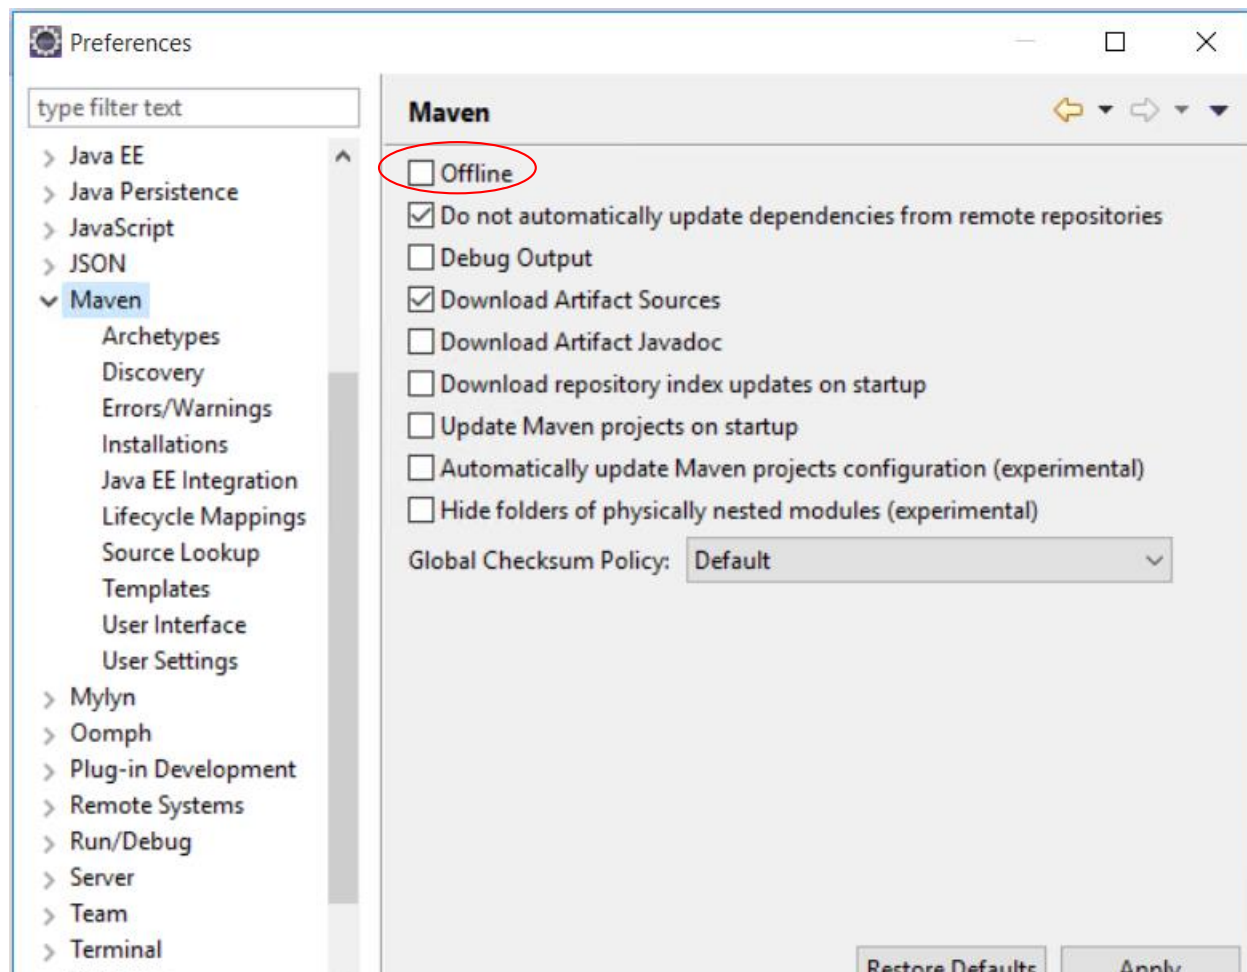 Preferences
type filter text
Java EE
Java Persistence
JavaScript
JSON
Maven
Archetypes
Discovery
Errors/Warnings
Installations
Java EE Integration
Lifecycle Mappings
Source Lookup
Templates
User Interface
User Settings
Mylyn
Oomph
Plug-in Development
Remote Systems
Run/Debug
Server
Team
Terminal
Maven
Offline
Do not automatically update dependencies from remote repositories
Debug Output
Download Artifact Sources
Download Artifact Javadoc
Download repository index updates on startup
Update Maven projects on startup
Automatically update Maven projects configuration (experimental)
Hide folders of physically nested modules (experimental)
Global Checksum Policy: Default
Restore Defaults Apply